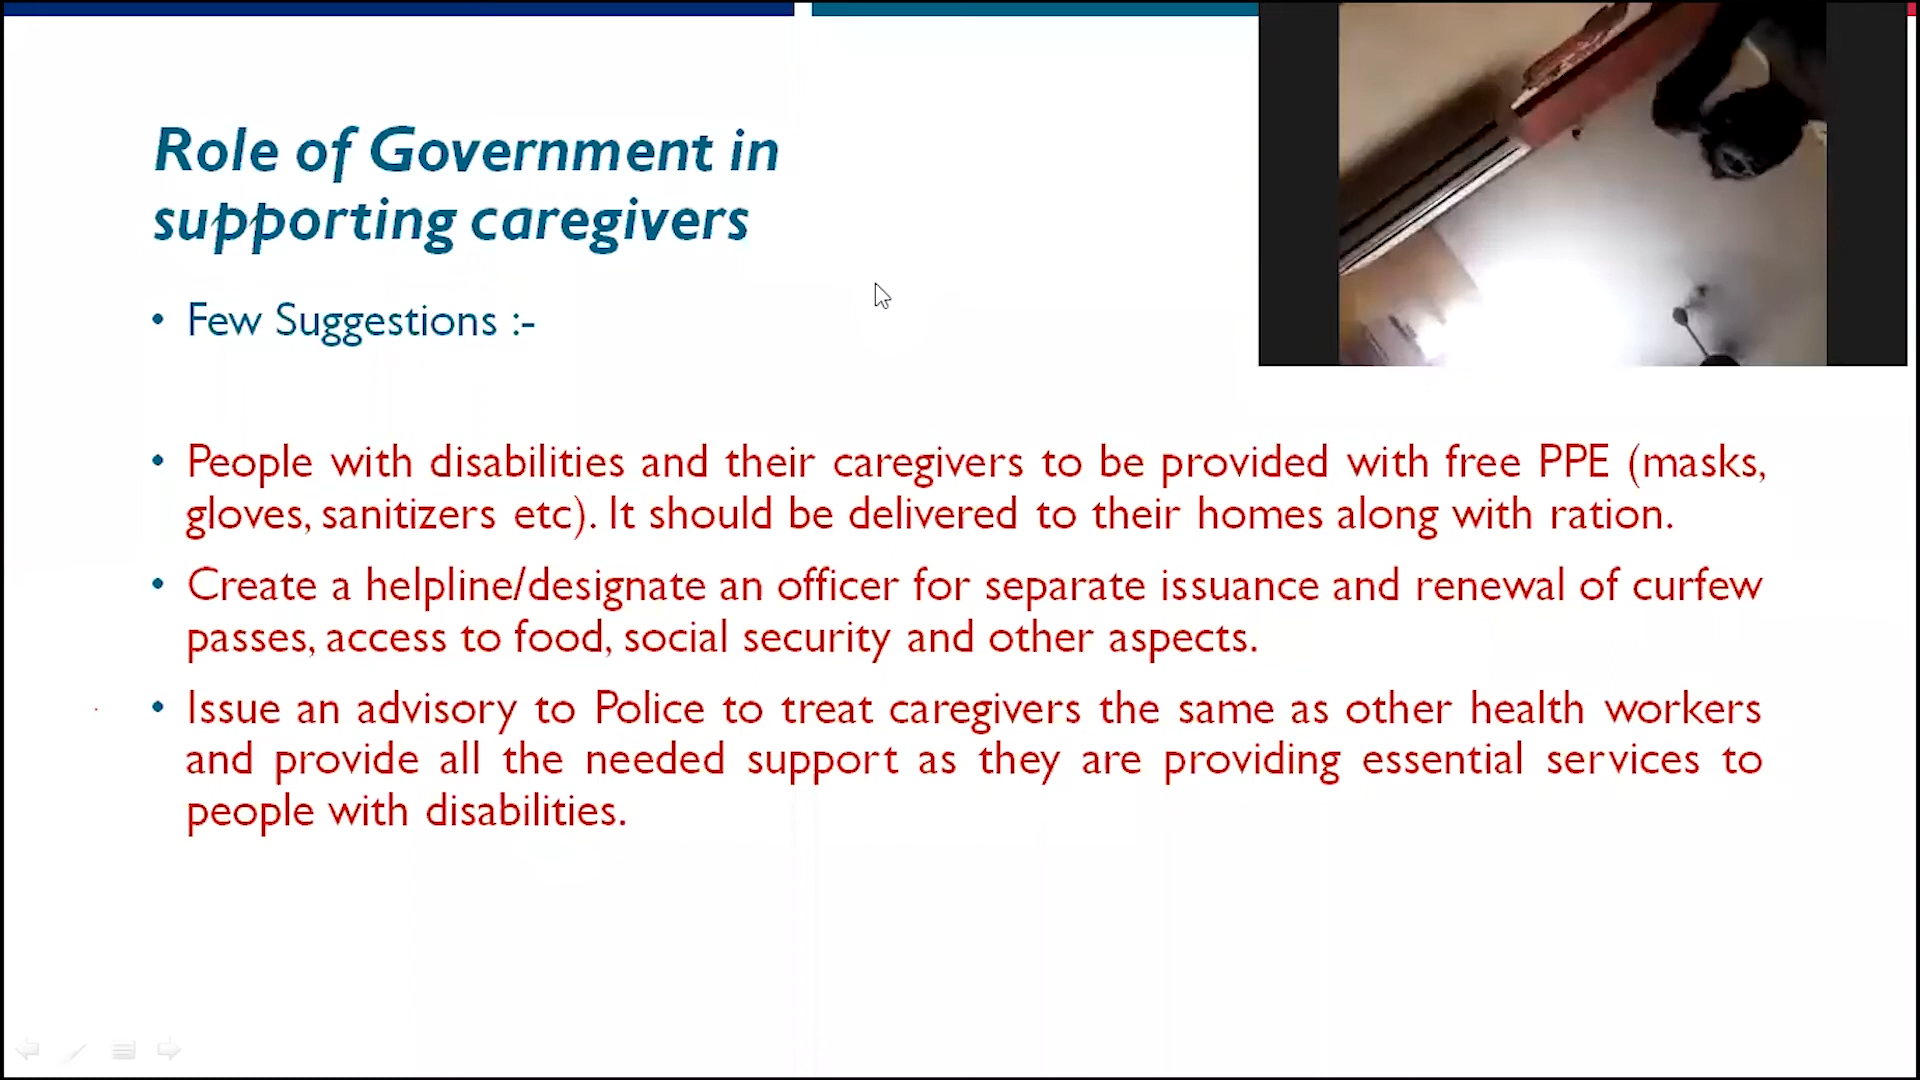 Role of Government in
supporting caregivers
• Few Suggestions :-
• People with disabilities and their caregivers to be provided with free PPE (masks,
gloves, sanitizers etc). It should be delivered to their homes along with ration.
• Create a helpline/designate an officer for separate issuance and renewal of curfew
passes, access to food, social security and other aspects.
• Issue an advisory to Police to treat caregivers the same as other health workers
and provide all the needed support as they are providing essential services to
people with disabilities.